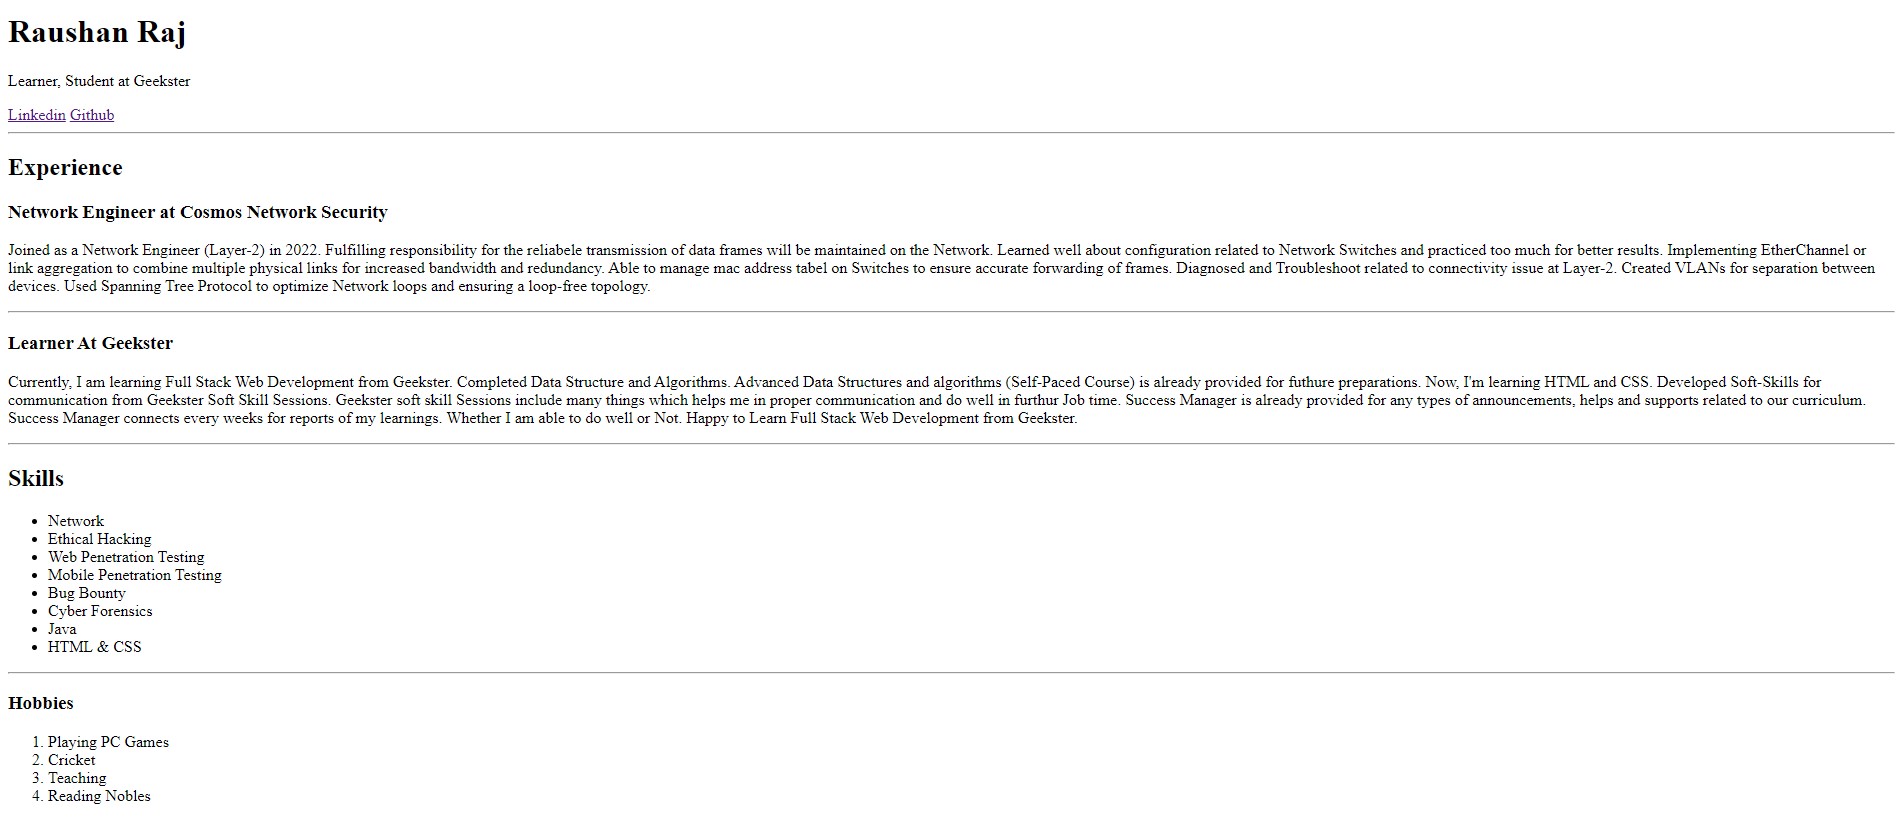 Raushan Raj
Learner, Student at Geekster
Linkedin Github
Experience
Network Engineer at Cosmos Network Security
Joined as a Network Engineer (Layer-2) in 2022. Fulfilling responsibility for the reliabele transmission of data frames will be maintained on the Network. Learned well about configuration related to Network Switches and practiced too much for better results. Implementing EtherChannel or
link aggregation to combine multiple physical links for increased bandwidth and redundancy. Able to manage mac address tabel on Switches to ensure accurate forwarding of frames. Diagnosed and Troubleshoot related to connectivity issue at Layer-2. Created VLANs for separation between
devices. Used Spanning Tree Protocol to optimize Network loops and ensuring a loop-free topology.
Learner At Geekster
Currently, I am learning Full Stack Web Development from Geekster. Completed Data Structure and Algorithms. Advanced Data Structures and algorithms (Self-Paced Course) is already provided for futhure preparations. Now, I'm learning HTML and CSS. Developed Soft-Skills for
communication from Geekster Soft Skill Sessions. Geekster soft skill Sessions include many things which helps me in proper communication and do well in furthur Job time. Success Manager is already provided for any types of announcements, helps and supports related to our curriculum.
Success Manager connects every weeks for reports of my learnings. Whether I am able to do well or Not. Happy to Learn Full Stack Web Development from Geekster.
Skills
• Network
• Ethical Hacking
• Web Penetration Testing
• Mobile Penetration Testing
• Bug Bounty
• Cyber Forensics
• Java
• HTML & CSS
Hobbies
1. Playing PC Games
2. Cricket
3. Teaching
4. Reading Nobles